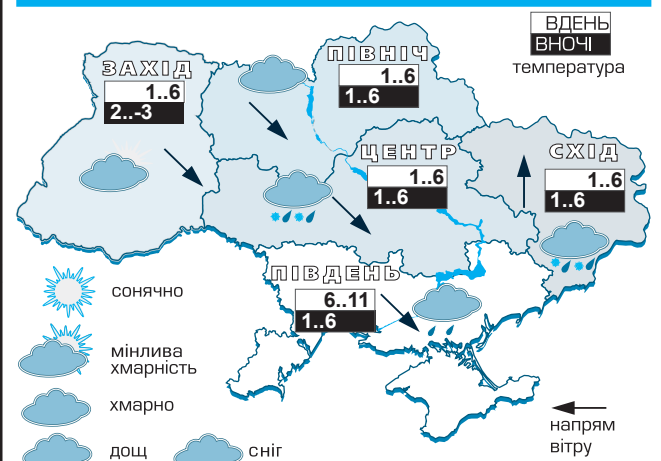 ВДЕНЬ
ВНОЧІ
температура
ПІВНІЧ
1..6
1..6
ЗАХІД
1..6
2..-3
ЦЕНТР
1..6
1..6
СХІД
1..6
1..6
ПІВДЕНЬ
6..11
1..6
сонячно
мінлива
хмарність
хмарно
дощ
сніг
напрям
вітру